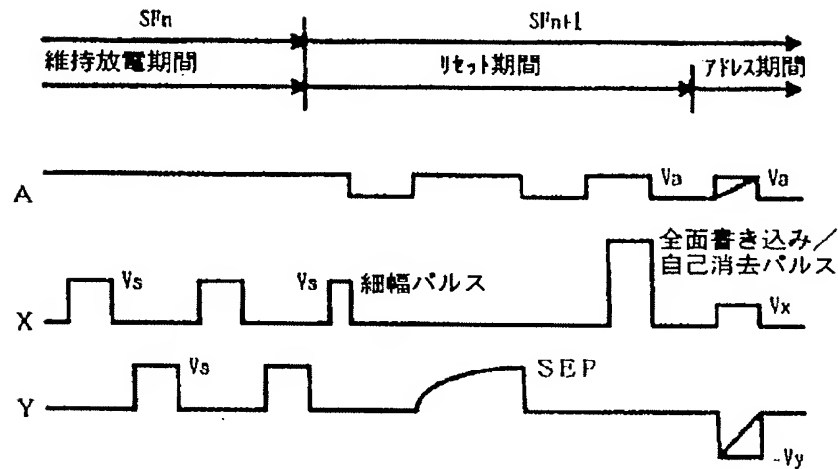 SFn SFn+1
維持放電期間 リセット期間 アドレス期間
A Va Va
全面書き込み/
自己消去パルス
X Vs Vs 細幅パルス Vx
Y Vs SEP
-Vy